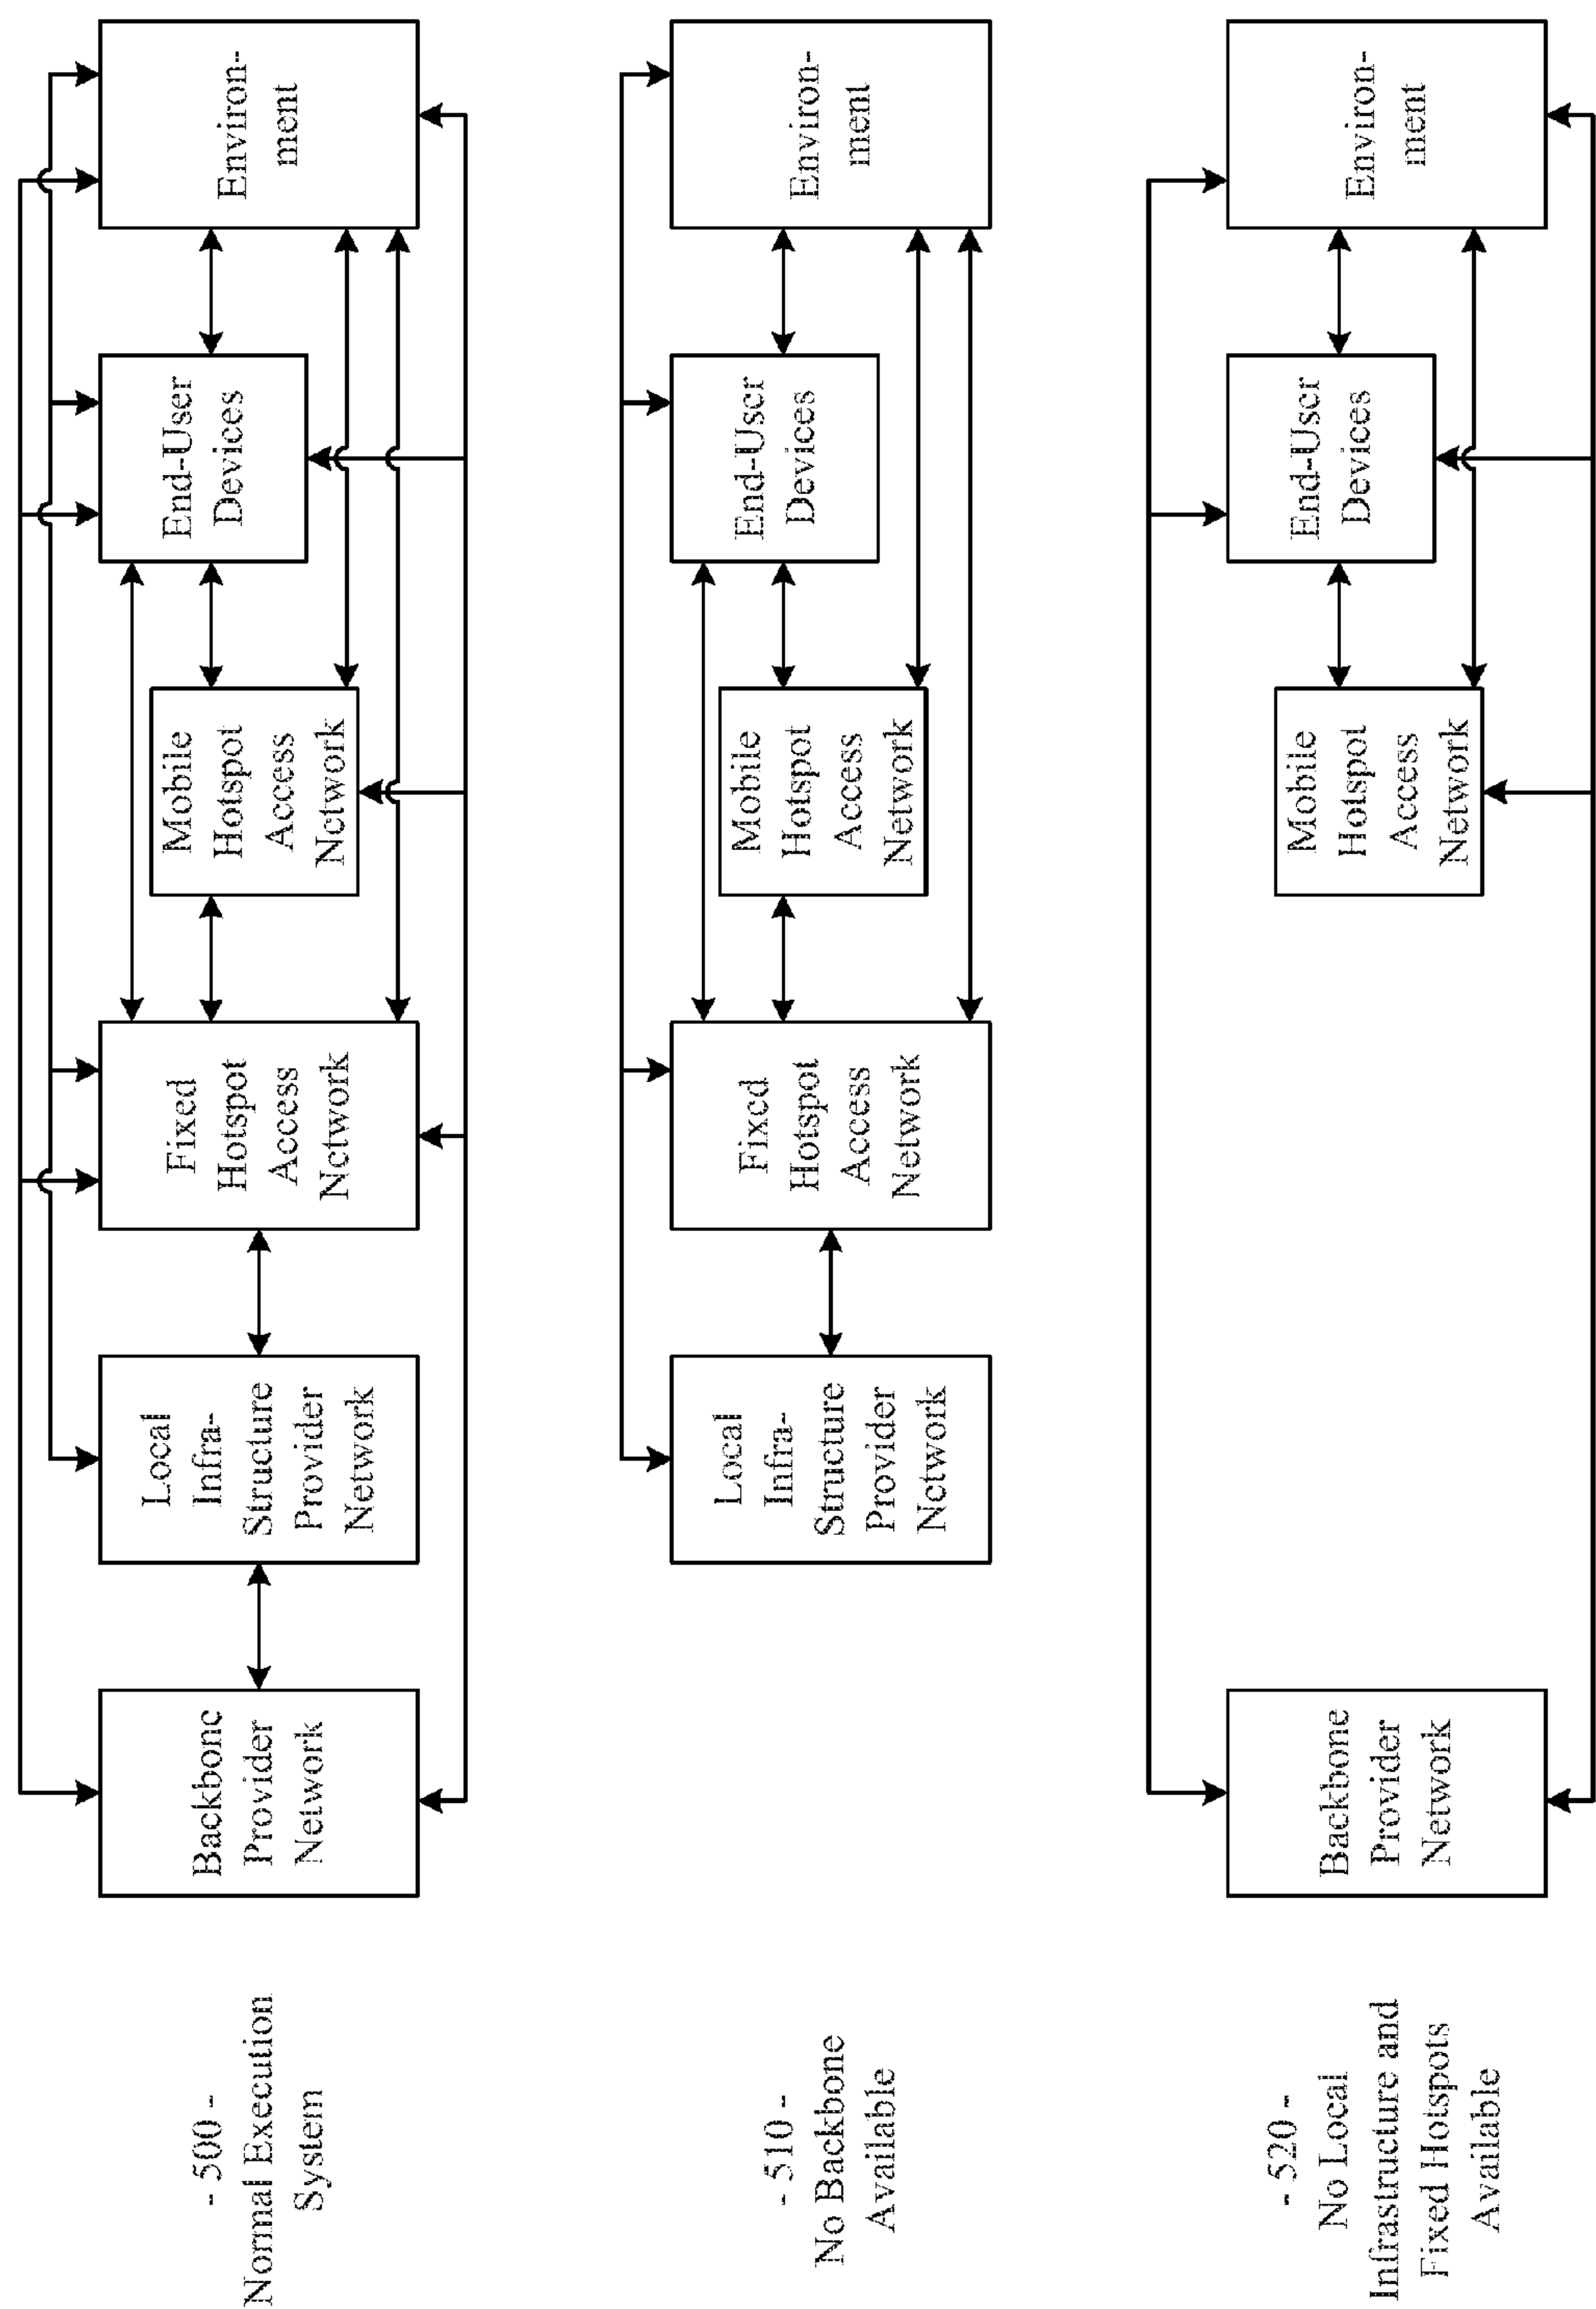 - 500 -
Normal Execution
System
Backbone
Provider
Network
Local
Infra-
Structure
Provider
Network
Fixed
Hotspot
Access
Network
Mobile
Hotspot
Access
Network
End-User
Devices
Environ-
ment
- 510 -
No Backbone
Available
Local
Infra-
Structure
Provider
Network
Fixed
Hotspot
Access
Network
Mobile
Hotspot
Access
Network
End-User
Devices
Environ-
ment
- 520 -
No Local
Infrastructure and
Fixed Hotspots
Available
Backbone
Provider
Network
Mobile
Hotspot
Access
Network
End-User
Devices
Environ-
ment